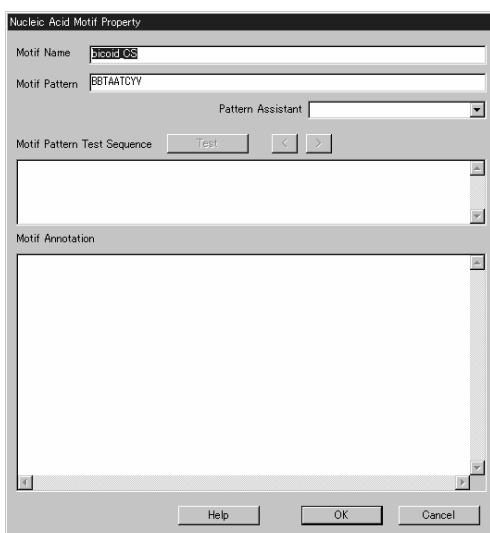 Nucleic Acid Motif Property
Motif Name bicoid_CS
Motif Pattern BBTAATCYV
Pattern Assistant
Motif Pattern Test Sequence Test < >
Motif Annotation
Help OK Cancel